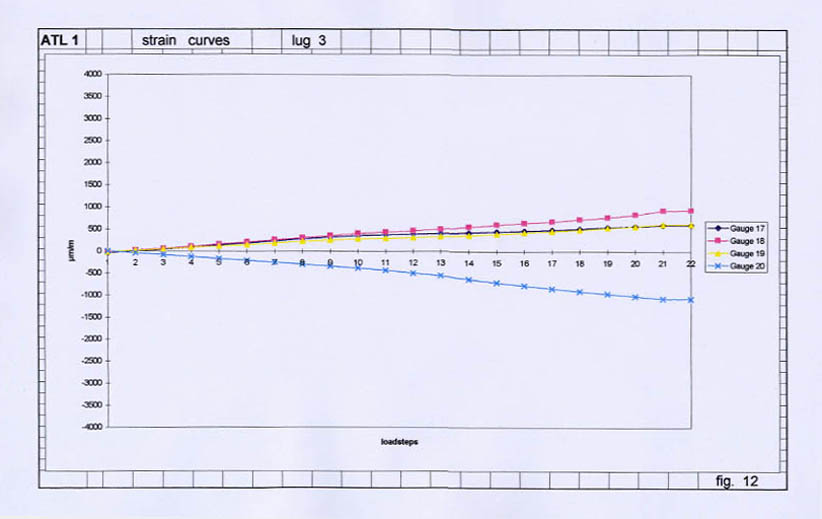 ATL 1 strain curves lug 3
4000
3500
3000
2500
2000
1500
1000
500
0
-500
-1000
-1500
-2000
-2500
-3000
-3500
-4000
µm/m
1 2 3 4 5 6 7 8 9 10 11 12 13 14 15 16 17 18 19 20 21 22
loadsteps
Gauge 17
Gauge 18
Gauge 19
Gauge 20
fig. 12